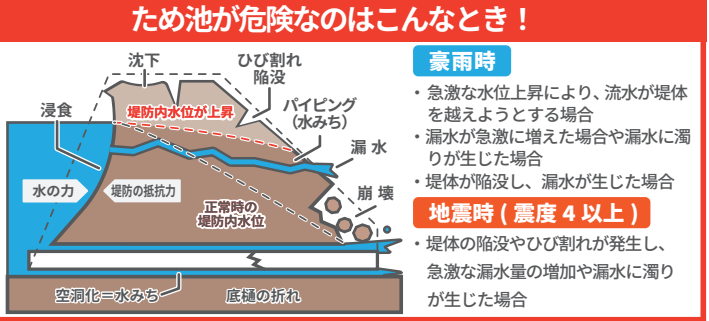 ため池が危険なのはこんなとき！
沈下
ひび割れ
陥没
浸食
堤防内水位が上昇
パイピング
（水みち）
漏水
水の力
堤防の抵抗力
崩壊
正常時の
堤防内水位
空洞化＝水みち
底樋の折れ
豪雨時
・急激な水位上昇により、流水が堤体
を越えようとする場合
・漏水が急激に増えた場合や漏水に濁
りが生じた場合
・堤体が陥没し、漏水が生じた場合
地震時 ( 震度 4 以上 )
・堤体の陥没やひび割れが発生し、
急激な漏水量の増加や漏水に濁り
が生じた場合